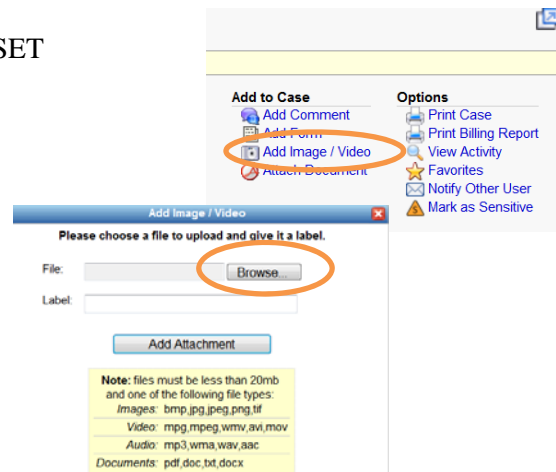 SET
Add to Case
Add Comment
Add Form
Add Image / Video
Attach Document
Options
Print Case
Print Billing Report
View Activity
Favorites
Notify Other User
Mark as Sensitive
Add Image / Video
Please choose a file to upload and give it a label.
File:
Browse...
Label:
Add Attachment
Note: files must be less than 20mb
and one of the following file types:
Images: bmp,jpg,jpeg,png,tif
Video: mpg,mpeg,wmv,avi,mov
Audio: mp3,wma,wav,aac
Documents: pdf,doc,txt,docx